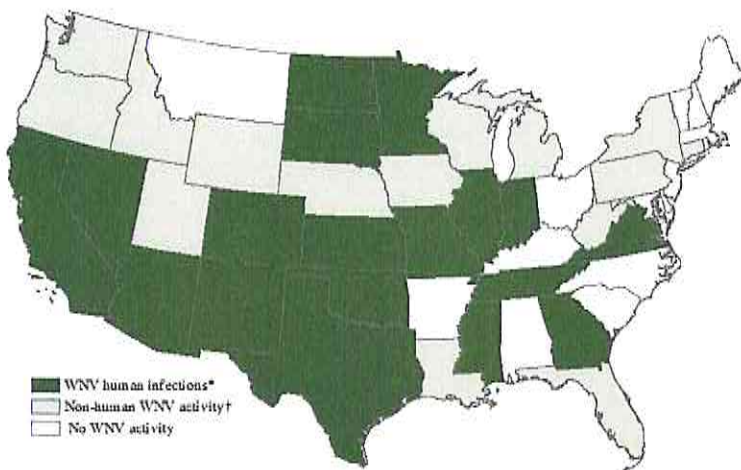 WNV human infections*
Non-human WNV activity†
No WNV activity